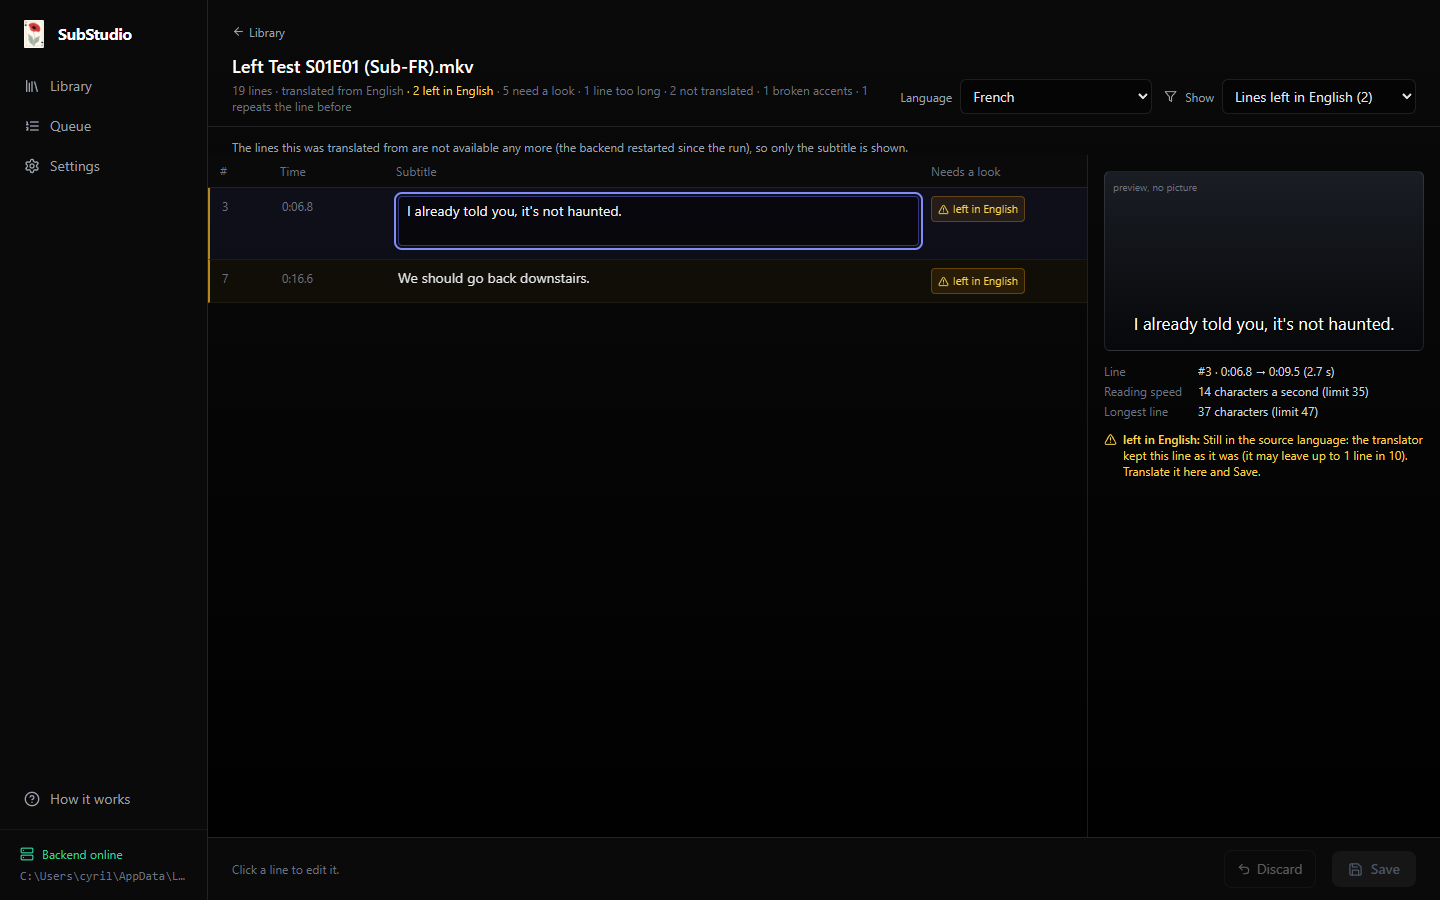 SubStudio
Library
Queue
Settings
How it works
Backend online
C:\Users\cyril\AppData\L…
Library
Left Test S01E01 (Sub-FR).mkv
19 lines · translated from English · 2 left in English · 5 need a look · 1 line too long · 2 not translated · 1 broken accents · 1
repeats the line before
Language
French
Show
Lines left in English (2)
The lines this was translated from are not available any more (the backend restarted since the run), so only the subtitle is shown.
# Time Subtitle Needs a look
3 0:06.8 I already told you, it's not haunted. left in English
7 0:16.6 We should go back downstairs. left in English
preview, no picture
I already told you, it's not haunted.
Line #3 · 0:06.8 → 0:09.5 (2.7 s)
Reading speed 14 characters a second (limit 35)
Longest line 37 characters (limit 47)
left in English: Still in the source language: the translator
kept this line as it was (it may leave up to 1 line in 10).
Translate it here and Save.
Click a line to edit it.
Discard
Save